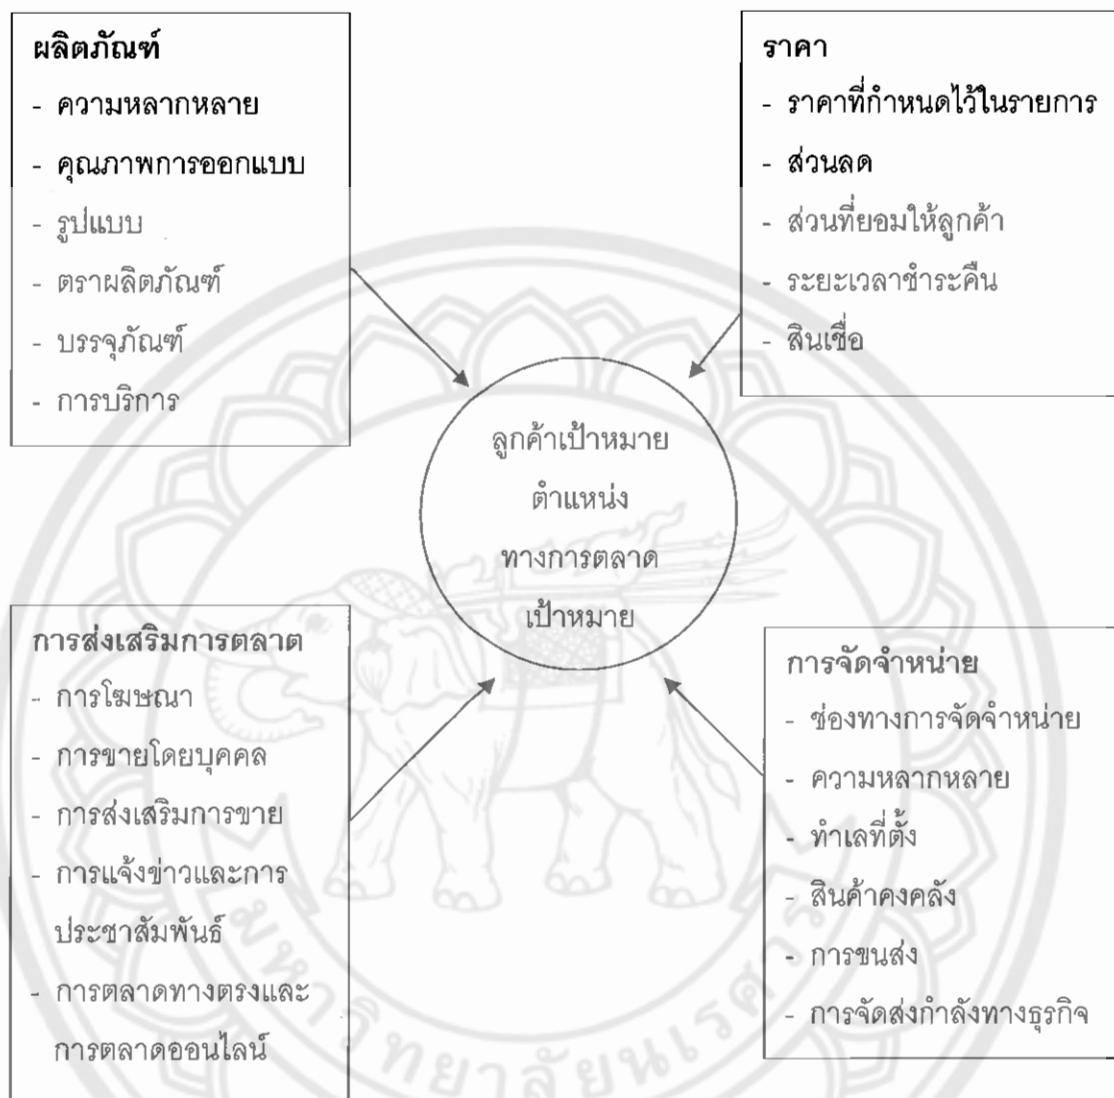 ผลิตภัณฑ์
- ความหลากหลาย
- คุณภาพการออกแบบ
- รูปแบบ
- ตราผลิตภัณฑ์
- บรรจุภัณฑ์
- การบริการ
ราคา
- ราคาที่กำหนดไว้ในรายการ
- ส่วนลด
- ส่วนที่ยอมให้ลูกค้า
- ระยะเวลาชำระคืน
- สินเชื่อ
ลูกค้าเป้าหมาย
ตำแหน่ง
ทางการตลาด
เป้าหมาย
การส่งเสริมการตลาต
- การโฆษณา
- การขายโดยบุคคล
- การส่งเสริมการขาย
- การแจ้งข่าวและการ
ประชาสัมพันธ์
- การตลาดทางตรงและ
การตลาดออนไลน์
การจัดจำหน่าย
- ช่องทางการจัดจำหน่าย
- ความหลากหลาย
- ทำเลที่ตั้ง
- สินค้าคงคลัง
- การขนส่ง
- การจัดส่งกำลังทางธุรกิจ
มหาวิทยาลัยนเรศวร